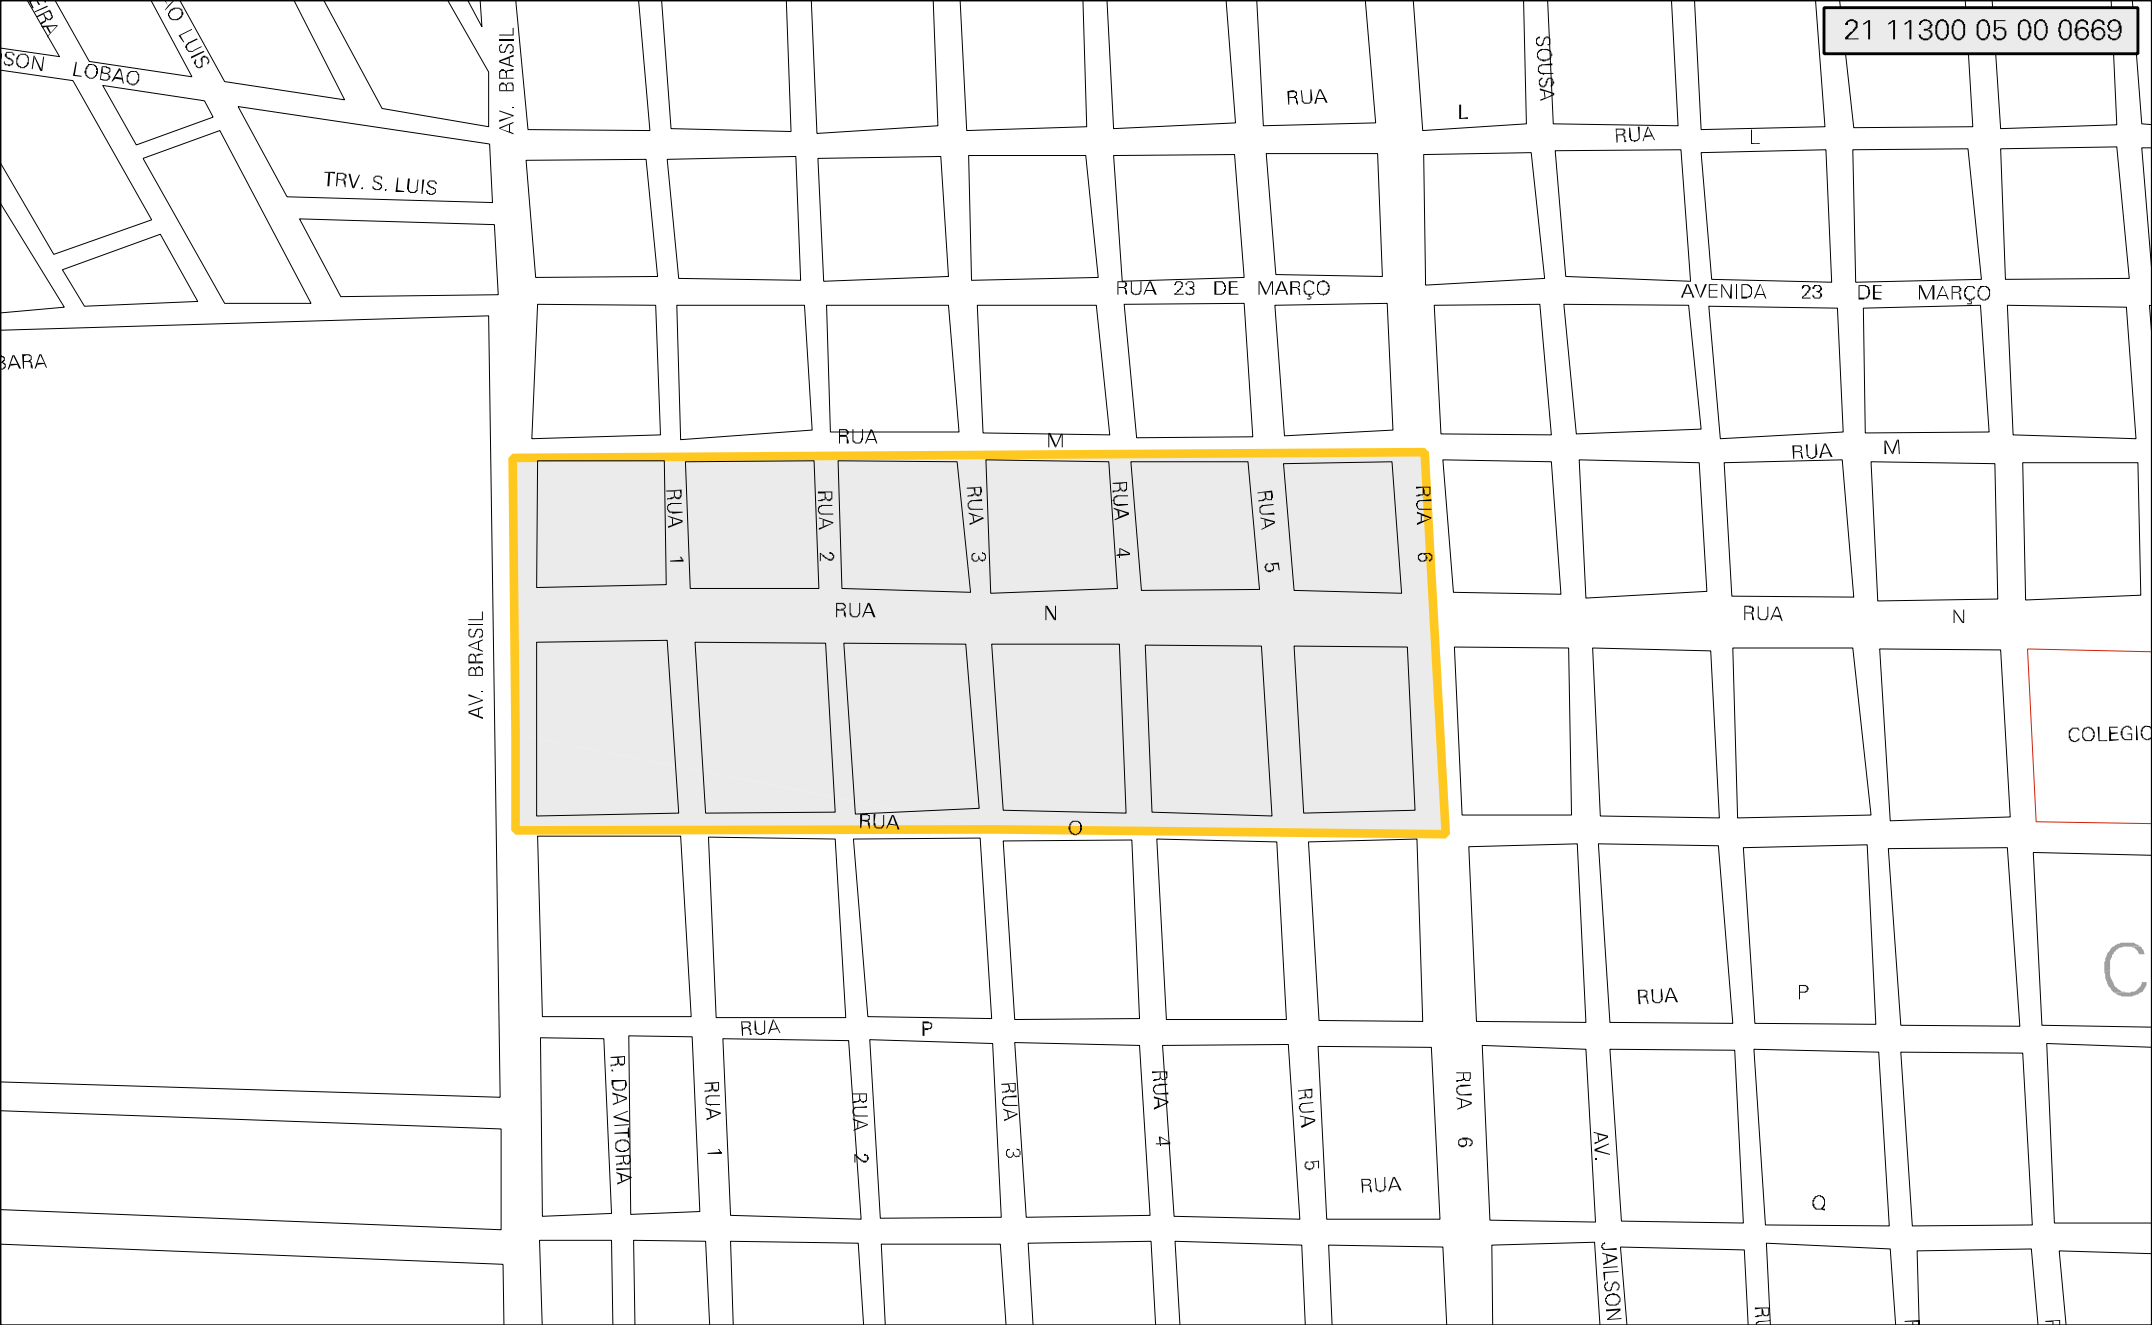 21 11300 05 00 0669
LUIS
LOBAO
AV. BRASIL
SOUSA
RUA L
RUA L
TRV. S. LUIS
RUA 23 DE MARÇO
AVENIDA 23 DE MARÇO
RUA M
RUA M
RUA 1
RUA 2
RUA 3
RUA 4
RUA 5
RUA 6
RUA N
RUA N
AV. BRASIL
COLEGIO
RUA O
C
RUA P
RUA P
R. DA VITORIA
RUA 1
RUA 2
RUA 3
RUA 4
RUA 5
RUA 6
AV. JAILSON
RUA Q